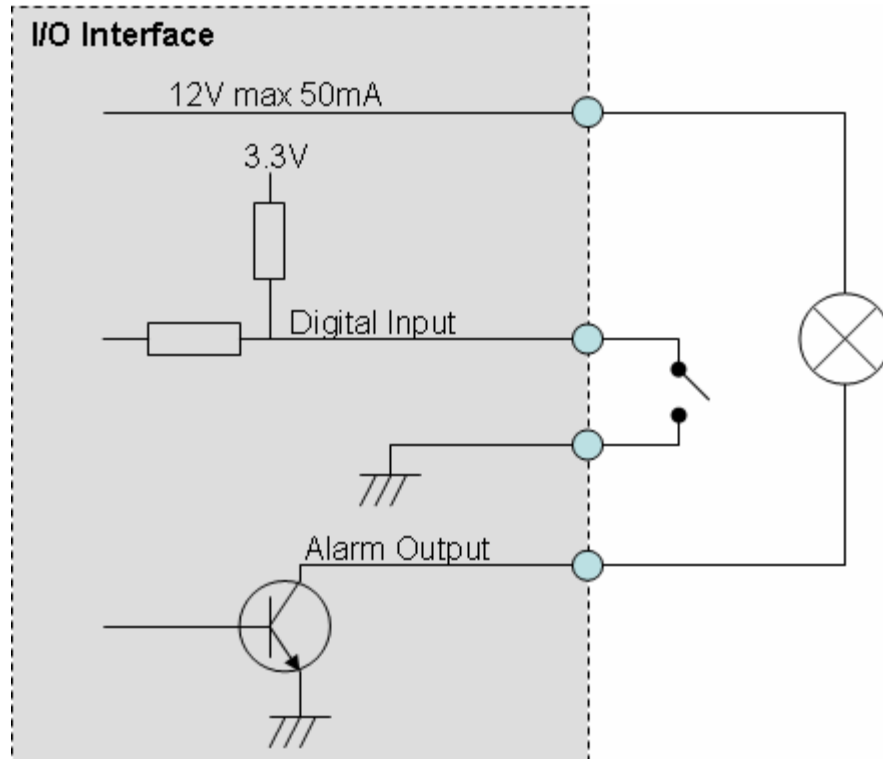 I/O Interface
12V max 50mA
3.3V
Digital Input
Alarm Output